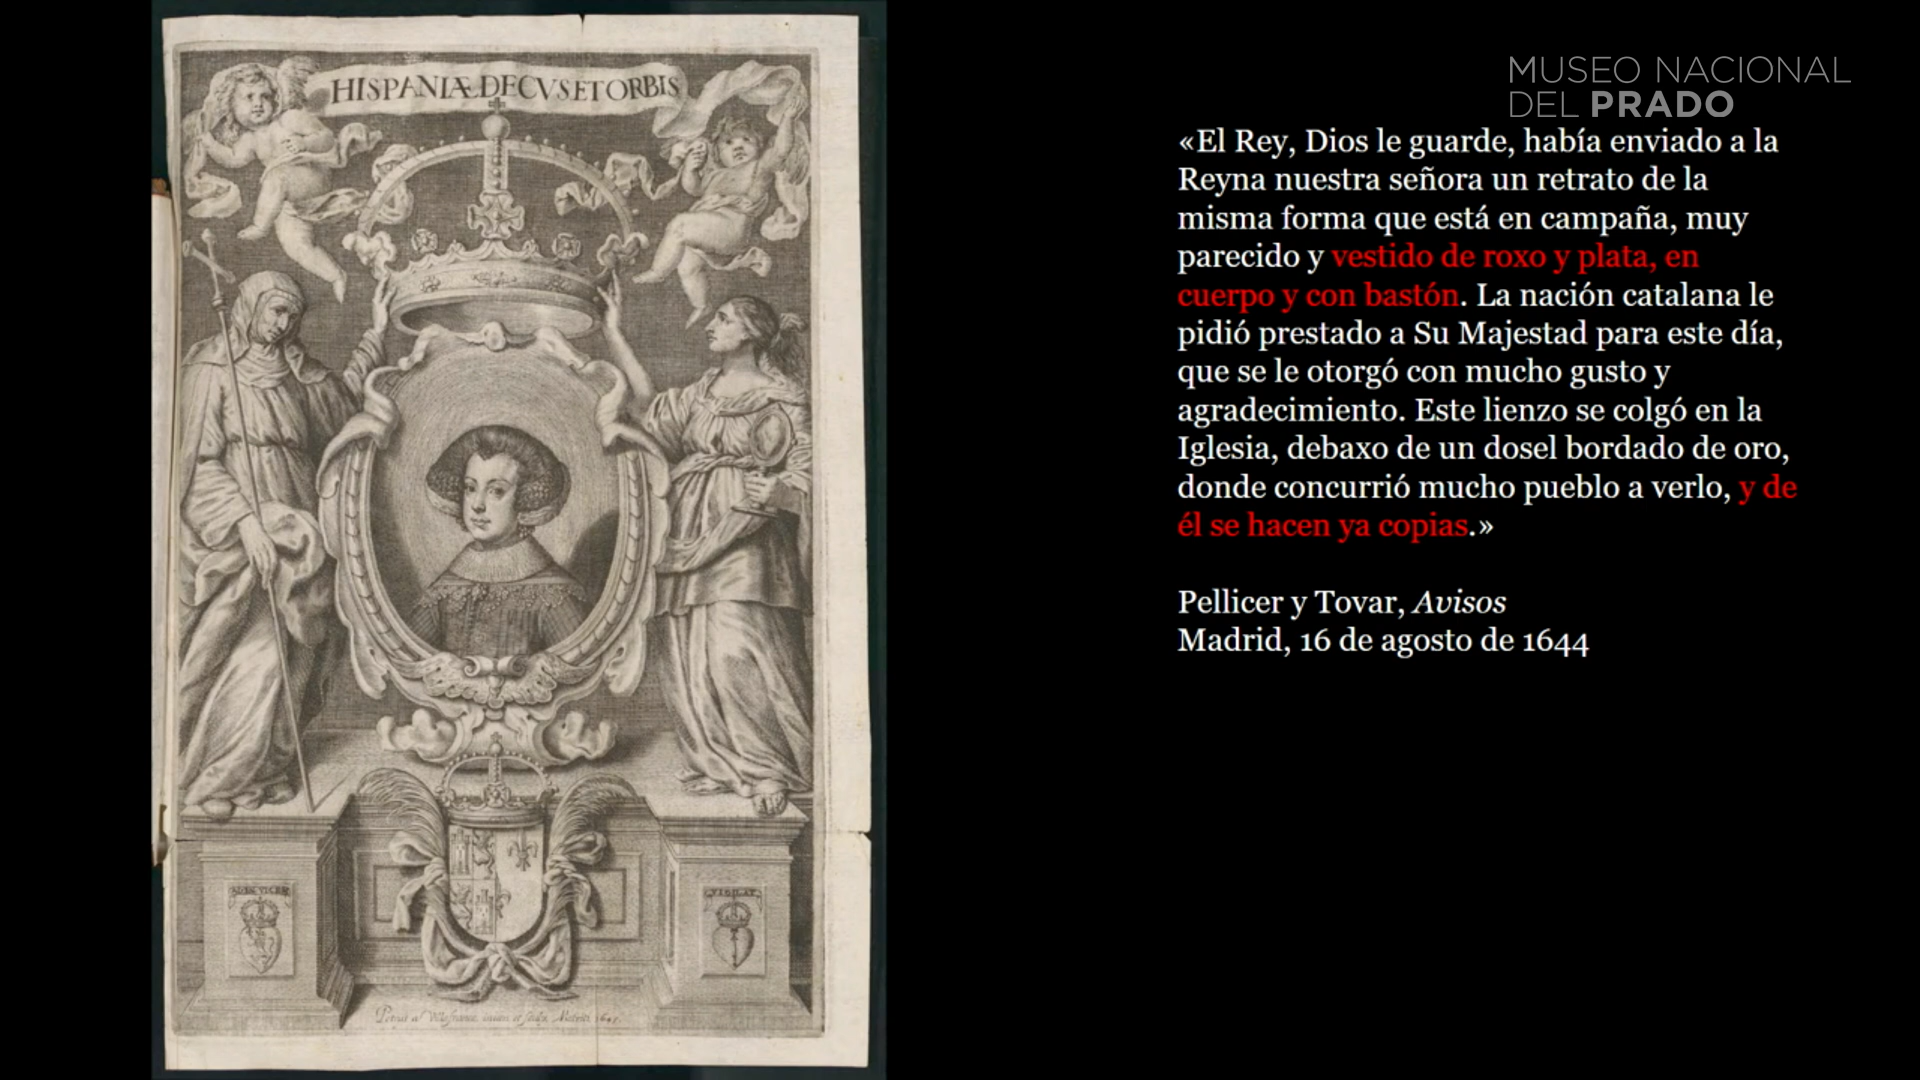 HISPANIÆ DECVS ET ORBIS
MUSEO NACIONAL
DEL PRADO
«El Rey, Dios le guarde, había enviado a la
Reyna nuestra señora un retrato de la
misma forma que está en campaña, muy
parecido y vestido de roxo y plata, en
cuerpo y con bastón. La nación catalana le
pidió prestado a Su Majestad para este día,
que se le otorgó con mucho gusto y
agradecimiento. Este lienzo se colgó en la
Iglesia, debaxo de un dosel bordado de oro,
donde concurrió mucho pueblo a verlo, y de
él se hacen ya copias.»
Pellicer y Tovar, Avisos
Madrid, 16 de agosto de 1644
VIGILAT
Petrus a Villafranca